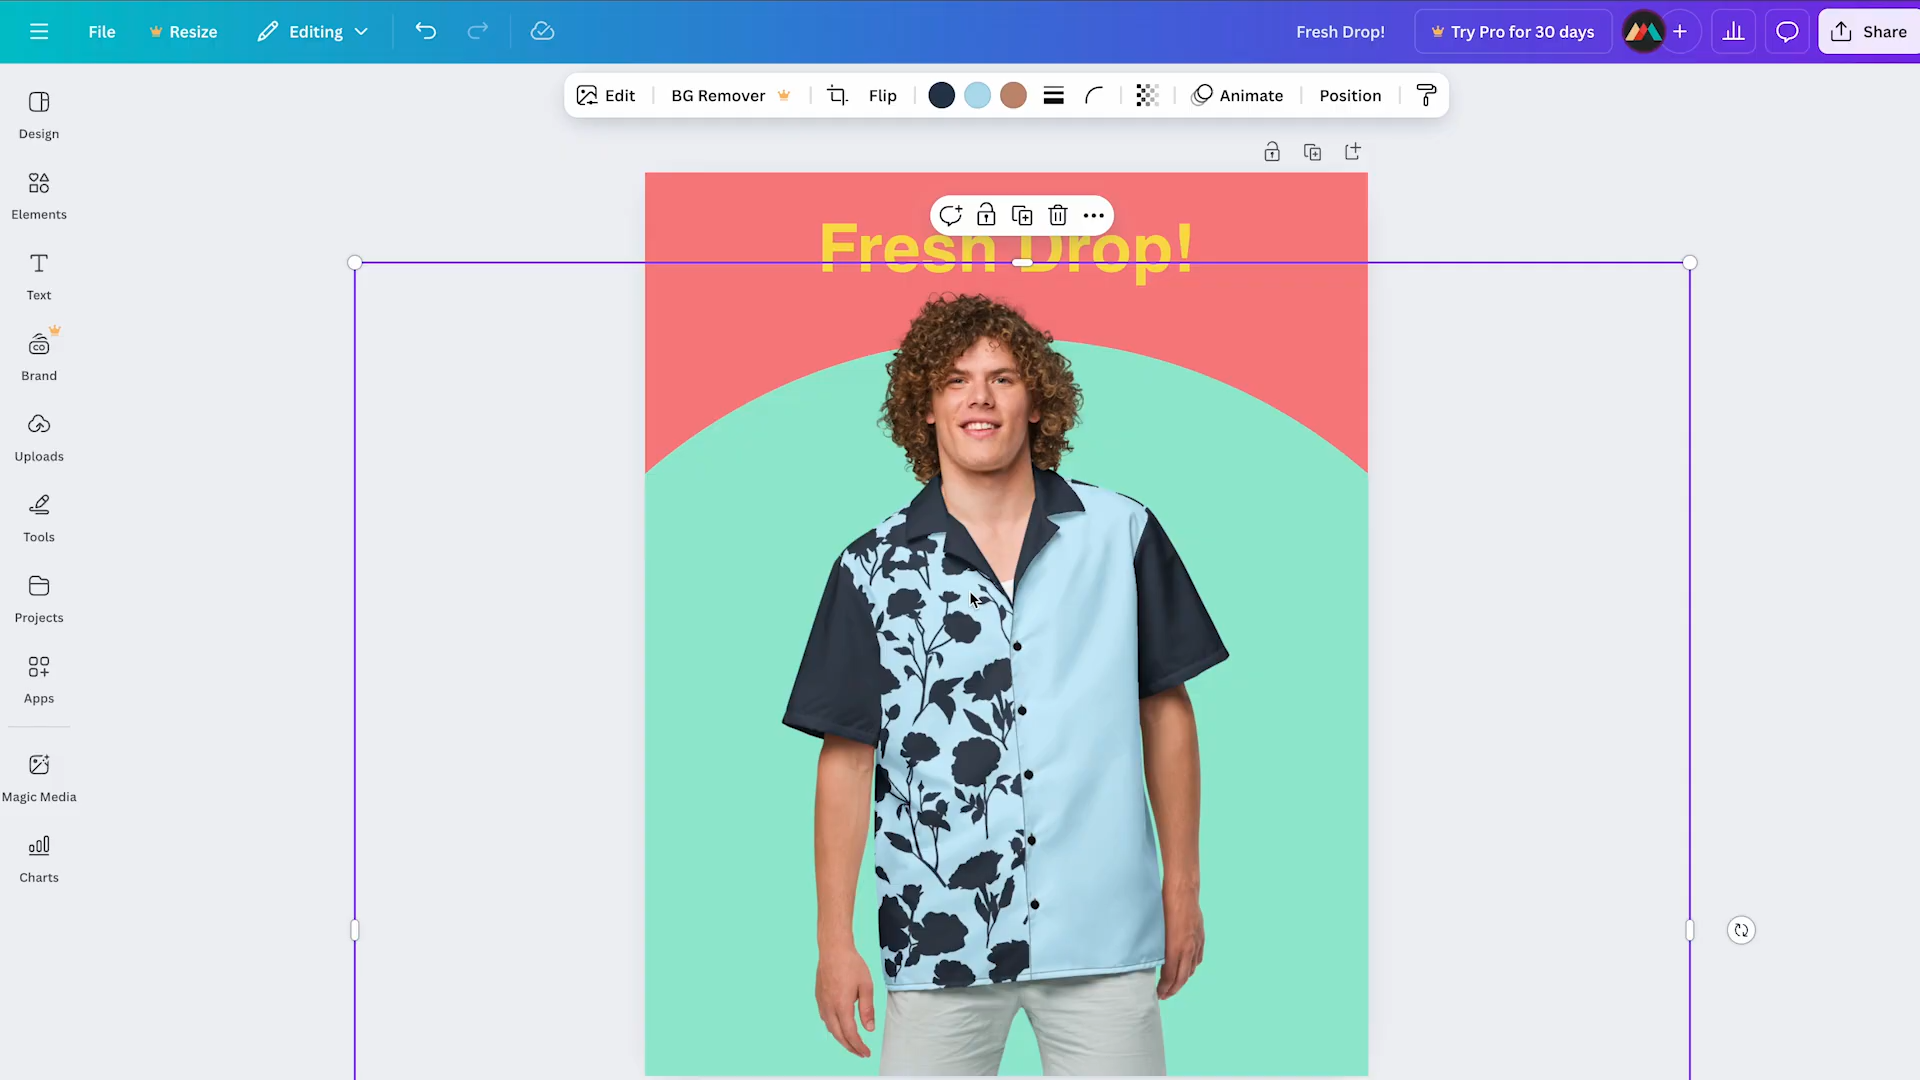 File
Resize
Editing
Fresh Drop!
Try Pro for 30 days
Share
Edit
BG Remover
Flip
Animate
Position
Design
Elements
Text
Brand
Uploads
Tools
Projects
Apps
Magic Media
Charts
Fresh Drop!